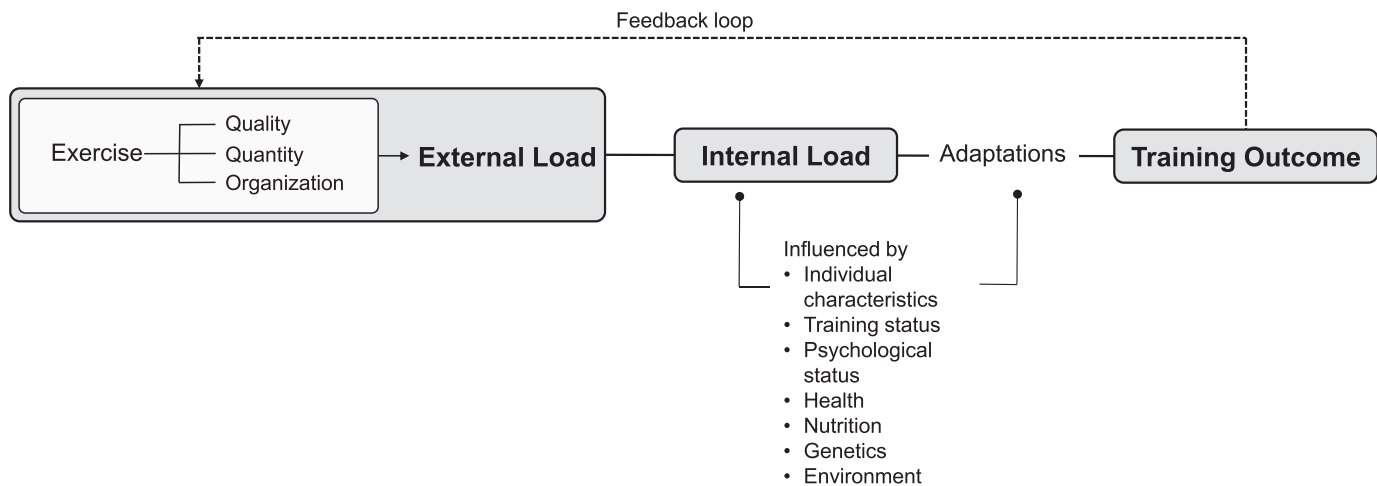 Feedback loop
Exercise
Quality
Quantity
Organization
External Load
Internal Load
Adaptations
Training Outcome
Influenced by
• Individual
characteristics
• Training status
• Psychological
status
• Health
• Nutrition
• Genetics
• Environment